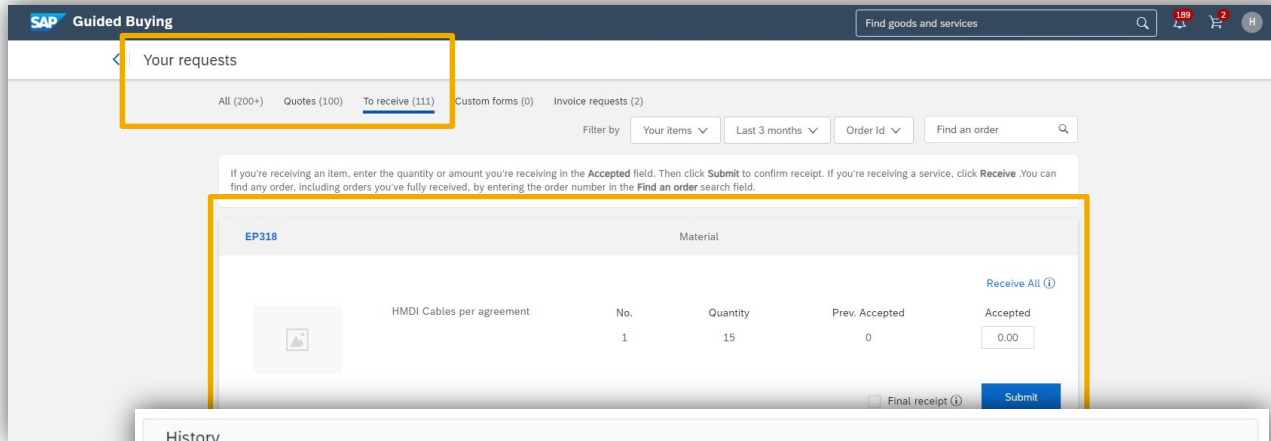 SAP Guided Buying
Find goods and services
189
2
H
Your requests
All (200+) Quotes (100) To receive (111) Custom forms (0) Invoice requests (2)
Filter by Your items Last 3 months Order Id Find an order
If you're receiving an item, enter the quantity or amount you're receiving in the Accepted field. Then click Submit to confirm receipt. If you're receiving a service, click Receive .You can
find any order, including orders you've fully received, by entering the order number in the Find an order search field.
EP318 Material
Receive All
HMDI Cables per agreement No. Quantity Prev. Accepted Accepted
1 15 0 0.00
Final receipt Submit
History